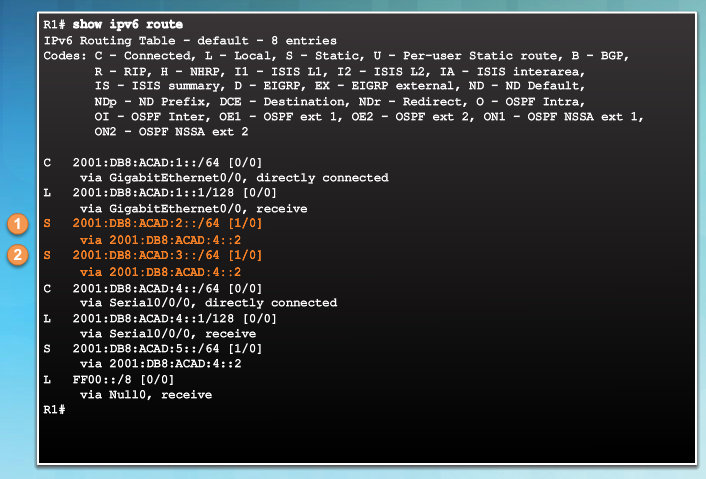 R1# show ipv6 route
IPv6 Routing Table - default - 8 entries
Codes: C - Connected, L - Local, S - Static, U - Per-user Static route, B - BGP,
R - RIP, H - NHRP, I1 - ISIS L1, I2 - ISIS L2, IA - ISIS interarea,
IS - ISIS summary, D - EIGRP, EX - EIGRP external, ND - ND Default,
NDp - ND Prefix, DCE - Destination, NDr - Redirect, O - OSPF Intra,
OI - OSPF Inter, OE1 - OSPF ext 1, OE2 - OSPF ext 2, ON1 - OSPF NSSA ext 1,
ON2 - OSPF NSSA ext 2
C 2001:DB8:ACAD:1::/64 [0/0]
via GigabitEthernet0/0, directly connected
L 2001:DB8:ACAD:1::1/128 [0/0]
via GigabitEthernet0/0, receive
1 S 2001:DB8:ACAD:2::/64 [1/0]
via 2001:DB8:ACAD:4::2
2 S 2001:DB8:ACAD:3::/64 [1/0]
via 2001:DB8:ACAD:4::2
C 2001:DB8:ACAD:4::/64 [0/0]
via Serial0/0/0, directly connected
L 2001:DB8:ACAD:4::1/128 [0/0]
via Serial0/0/0, receive
S 2001:DB8:ACAD:5::/64 [1/0]
via 2001:DB8:ACAD:4::2
L FF00::/8 [0/0]
via Null0, receive
R1#